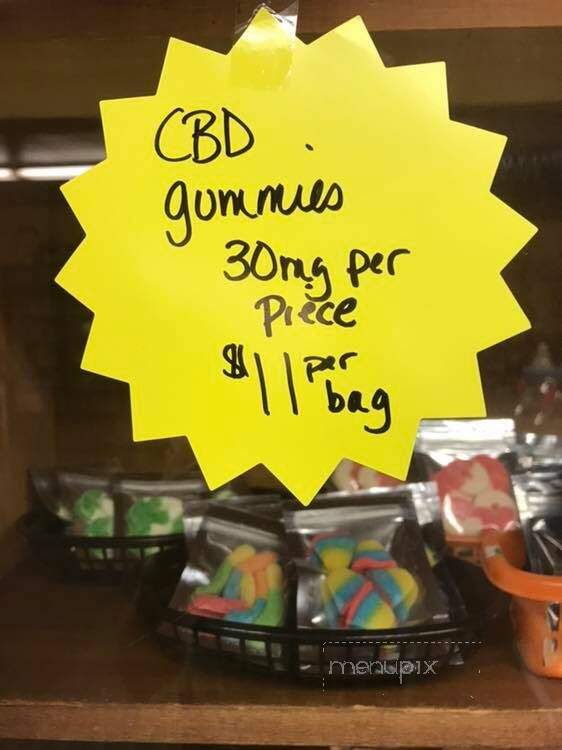 CBD
gummies
30mg per
Piece
$11 per
bag
menupix